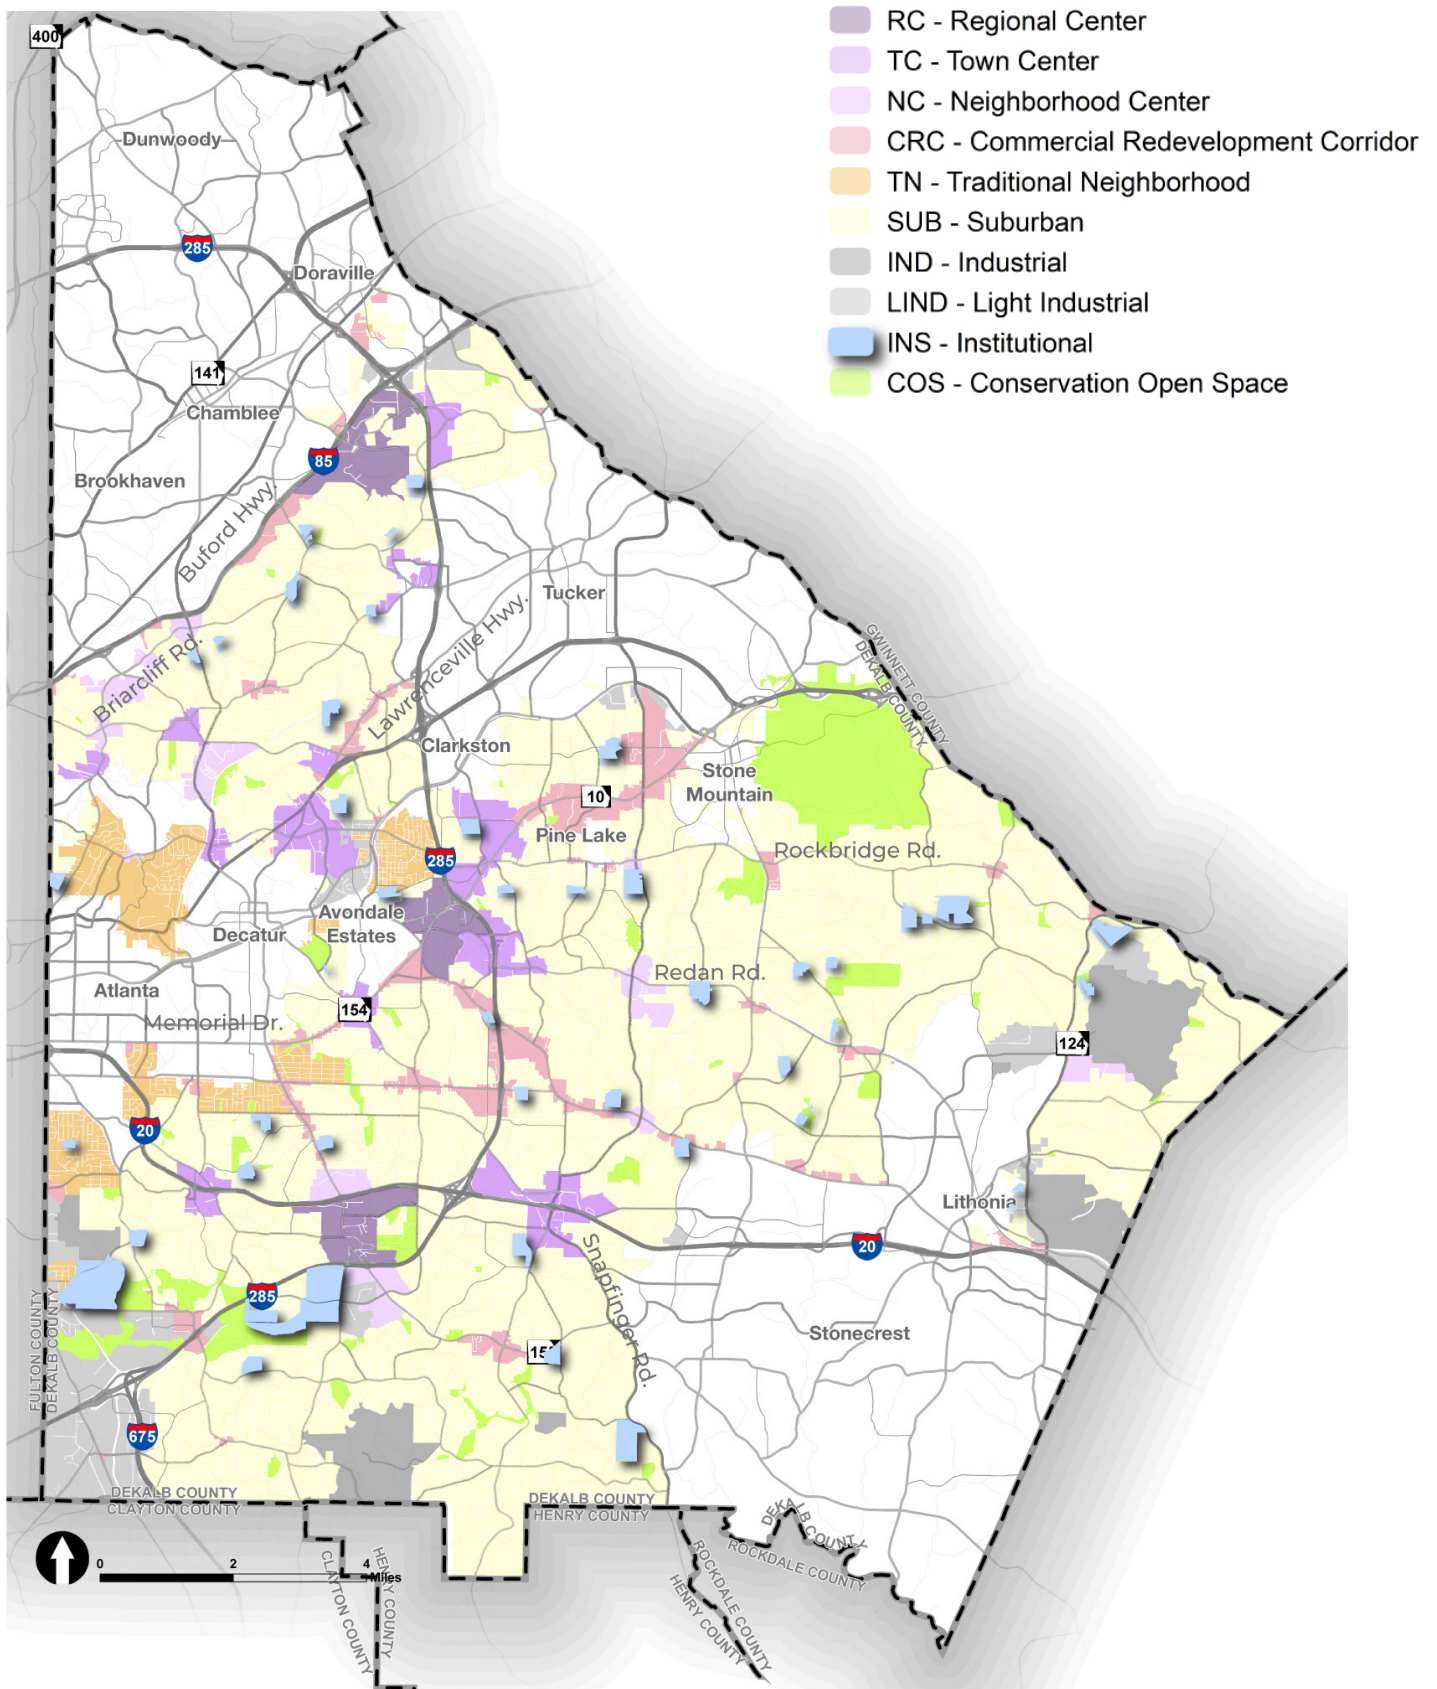 RC - Regional Center
TC - Town Center
NC - Neighborhood Center
CRC - Commercial Redevelopment Corridor
TN - Traditional Neighborhood
SUB - Suburban
IND - Industrial
LIND - Light Industrial
INS - Institutional
COS - Conservation Open Space
400
Dunwoody
285
Doraville
141
Chamblee
85
Brookhaven
Buford Hwy.
Tucker
Lawrenceville Hwy.
Briarcliff Rd.
GWINNETT COUNTY
DEKALB COUNTY
Clarkston
Stone
Mountain
10
Pine Lake
Rockbridge Rd.
285
Avondale
Estates
Decatur
Redan Rd.
Atlanta
154
Memorial Dr.
124
20
Lithonia
20
Snapfinger Rd.
285
FULTON COUNTY
DEKALB COUNTY
Stonecrest
15
675
DEKALB COUNTY
CLAYTON COUNTY
DEKALB COUNTY
HENRY COUNTY
DEKALB COUNTY
ROCKDALE COUNTY
0 2 4
Miles
HENRY COUNTY
CLAYTON COUNTY
ROCKDALE COUNTY
HENRY COUNTY